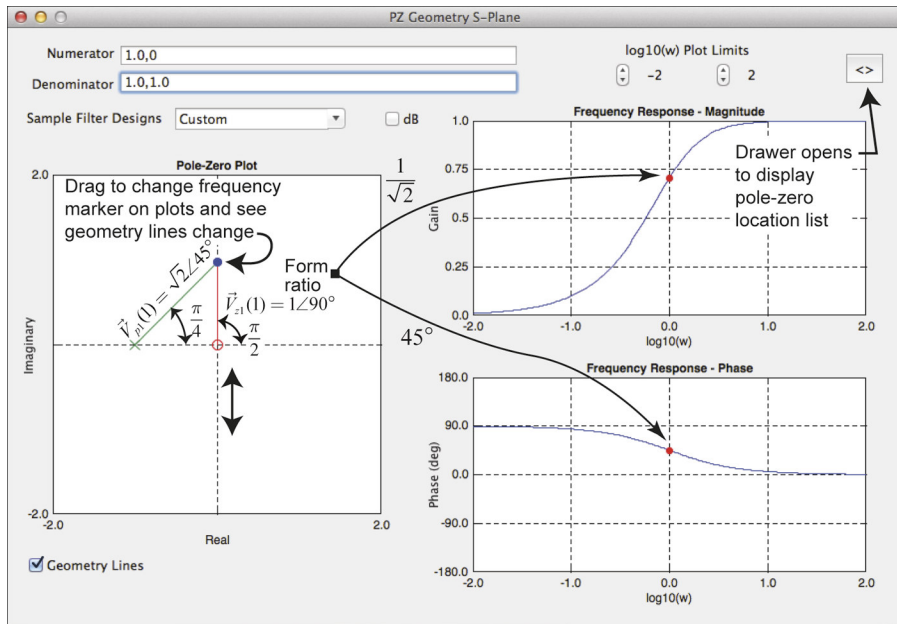 PZ Geometry S-Plane
Numerator 1.0,0
Denominator 1.0,1.0
log10(w) Plot Limits
-2 2
<>
Sample Filter Designs Custom dB
Pole-Zero Plot
2.0
Drag to change frequency
marker on plots and see
geometry lines change
V⃗p1(1) = √2∠45°
π/4
V⃗z1(1) = 1∠90°
π/2
Imaginary
-2.0
-2.0 2.0
Real
Geometry Lines
1/√2
Form
ratio
45°
Frequency Response - Magnitude
1.0
0.75
0.5
0.25
0.0
Gain
-2.0 -1.0 0.0 1.0 2.0
log10(w)
Drawer opens
to display
pole-zero
location list
Frequency Response - Phase
180.0
90.0
0.0
-90.0
-180.0
Phase (deg)
-2.0 -1.0 0.0 1.0 2.0
log10(w)